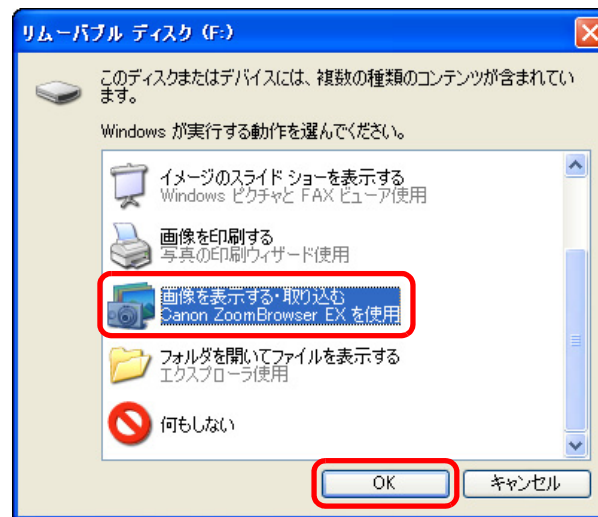 リムーバブル ディスク (F:)
このディスクまたはデバイスには、複数の種類のコンテンツが含まれてい
ます。
Windows が実行する動作を選んでください。
イメージのスライド ショーを表示する
Windows ピクチャと FAX ビューア使用
画像を印刷する
写真の印刷ウィザード使用
画像を表示する・取り込む
Canon ZoomBrowser EX を使用
フォルダを開いてファイルを表示する
エクスプローラ使用
何もしない
OK キャンセル